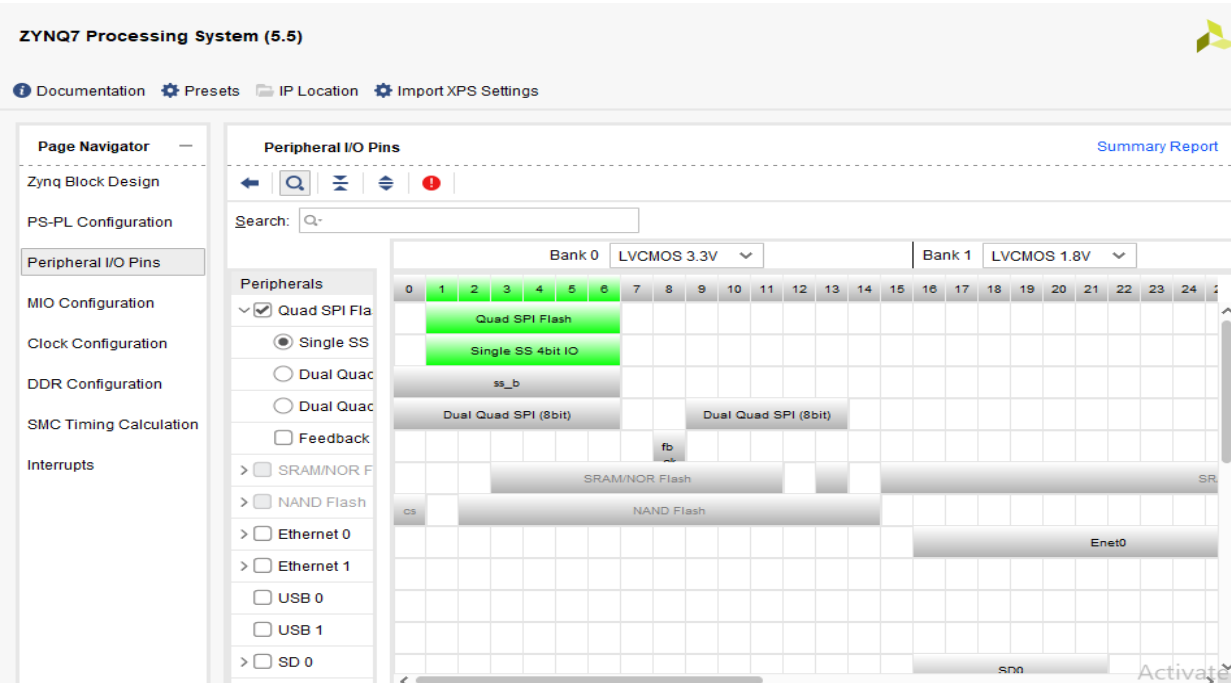 ZYNQ7 Processing System (5.5)
Documentation Presets IP Location Import XPS Settings
Page Navigator
Zynq Block Design
PS-PL Configuration
Peripheral I/O Pins
MIO Configuration
Clock Configuration
DDR Configuration
SMC Timing Calculation
Interrupts
Peripheral I/O Pins Summary Report
Search:
Bank 0 LVCMOS 3.3V Bank 1 LVCMOS 1.8V
Peripherals 0 1 2 3 4 5 6 7 8 9 10 11 12 13 14 15 16 17 18 19 20 21 22 23 24 2
Quad SPI Fla Quad SPI Flash
Single SS Single SS 4bit IO
Dual Quad ss_b
Dual Quad Dual Quad SPI (8bit) Dual Quad SPI (8bit)
Feedback fb
SRAM/NOR F SRAM/NOR Flash SR
NAND Flash cs NAND Flash
Ethernet 0 Enet0
Ethernet 1
USB 0
USB 1
SD 0 SD0
Activate